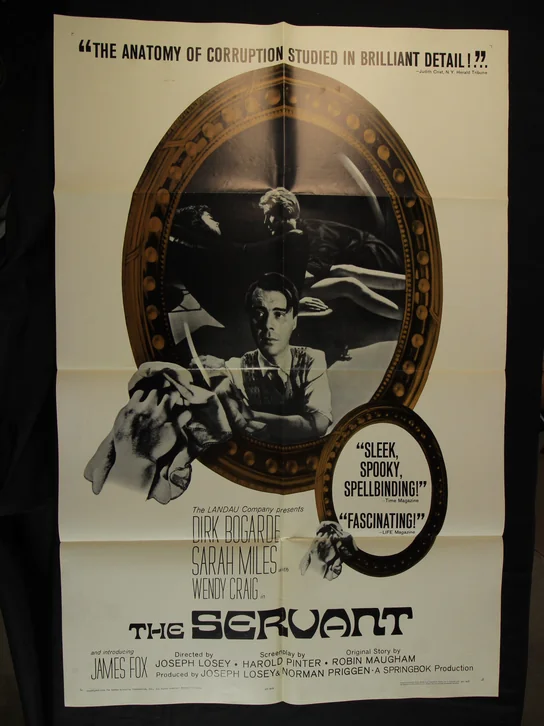 “THE ANATOMY OF CORRUPTION STUDIED IN BRILLIANT DETAIL!”
—Judith Crist, N.Y. Herald Tribune
“SLEEK,
SPOOKY,
SPELLBINDING!”
—Time Magazine
“FASCINATING!”
—LIFE Magazine
The LANDAU Company presents
DIRK BOGARDE
SARAH MILES with
WENDY CRAIG in
THE SERVANT
and introducing
JAMES FOX
Directed by Screenplay by Original Story by
JOSEPH LOSEY • HAROLD PINTER • ROBIN MAUGHAM
Produced by JOSEPH LOSEY & NORMAN PRIGGEN • A SPRINGBOK Production